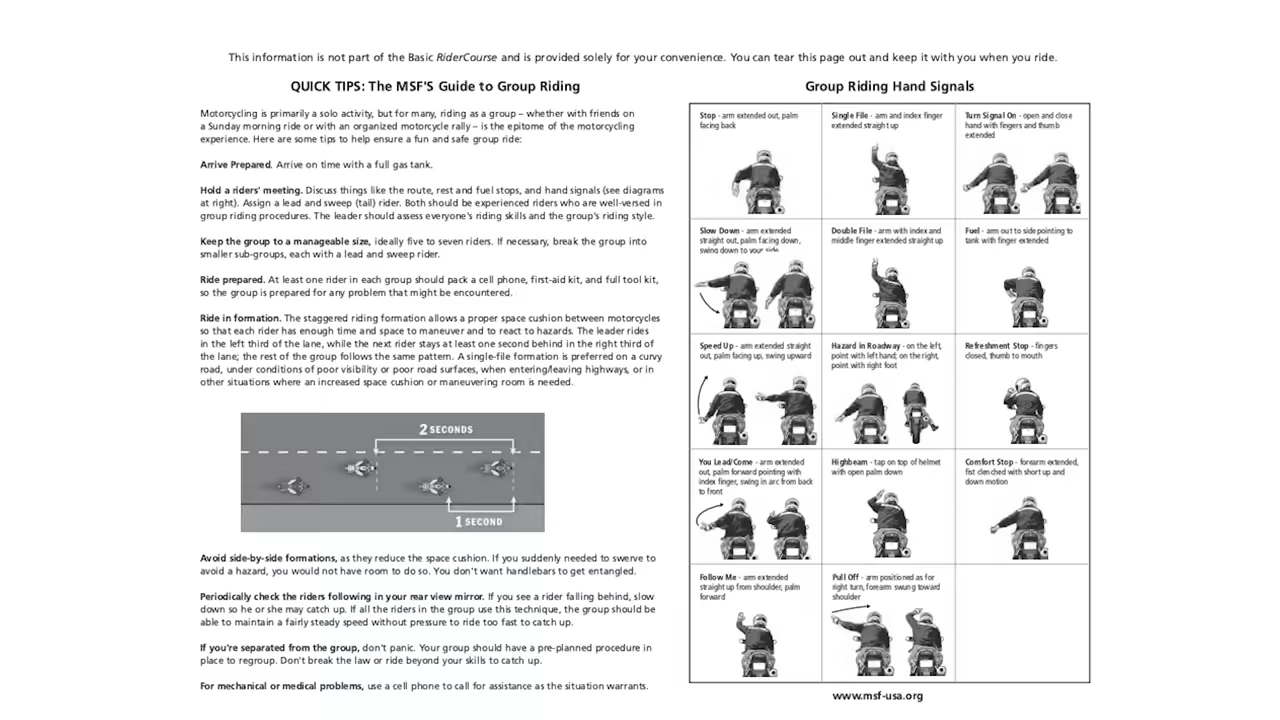 This information is not part of the Basic RiderCourse and is provided solely for your convenience. You can tear this page out and keep it with you when you ride.
QUICK TIPS: The MSF'S Guide to Group Riding
Motorcycling is primarily a solo activity, but for many, riding as a group – whether with friends on
a Sunday morning ride or with an organized motorcycle rally – is the epitome of the motorcycling
experience. Here are some tips to help ensure a fun and safe group ride:
Arrive Prepared. Arrive on time with a full gas tank.
Hold a riders' meeting. Discuss things like the route, rest and fuel stops, and hand signals (see diagrams
at right). Assign a lead and sweep (tail) rider. Both should be experienced riders who are well-versed in
group riding procedures. The leader should assess everyone's riding skills and the group's riding style.
Keep the group to a manageable size, ideally five to seven riders. If necessary, break the group into
smaller sub-groups, each with a lead and sweep rider.
Ride prepared. At least one rider in each group should pack a cell phone, first-aid kit, and full tool kit,
so the group is prepared for any problem that might be encountered.
Ride in formation. The staggered riding formation allows a proper space cushion between motorcycles
so that each rider has enough time and space to maneuver and to react to hazards. The leader rides
in the left third of the lane, while the next rider stays at least one second behind in the right third of
the lane; the rest of the group follows the same pattern. A single-file formation is preferred on a curvy
road, under conditions of poor visibility or poor road surfaces, when entering/leaving highways, or in
other situations where an increased space cushion or maneuvering room is needed.
2 SECONDS
1 SECOND
Avoid side-by-side formations, as they reduce the space cushion. If you suddenly needed to swerve to
avoid a hazard, you would not have room to do so. You don't want handlebars to get entangled.
Periodically check the riders following in your rear view mirror. If you see a rider falling behind, slow
down so he or she may catch up. If all the riders in the group use this technique, the group should be
able to maintain a fairly steady speed without pressure to ride too fast to catch up.
If you're separated from the group, don't panic. Your group should have a pre-planned procedure in
place to regroup. Don't break the law or ride beyond your skills to catch up.
For mechanical or medical problems, use a cell phone to call for assistance as the situation warrants.
Group Riding Hand Signals
Stop - arm extended out, palm
facing back
Single File - arm and index finger
extended straight up
Turn Signal On - open and close
hand with fingers and thumb
extended
Slow Down - arm extended
straight out, palm facing down,
swing down to your side
Double File - arm with index and
middle finger extended straight up
Fuel - arm out to side pointing to
tank with finger extended
Speed Up - arm extended straight
out, palm facing up, swing upward
Hazard in Roadway - on the left,
point with left hand; on the right,
point with right foot
Refreshment Stop - fingers
closed, thumb to mouth
You Lead/Come - arm extended
out, palm forward pointing with
index finger, swing in arc from back
to front
Highbeam - tap on top of helmet
with open palm down
Comfort Stop - forearm extended,
fist clenched with short up and
down motion
Follow Me - arm extended
straight up from shoulder, palm
forward
Pull Off - arm positioned as for
right turn, forearm swung toward
shoulder
www.msf-usa.org